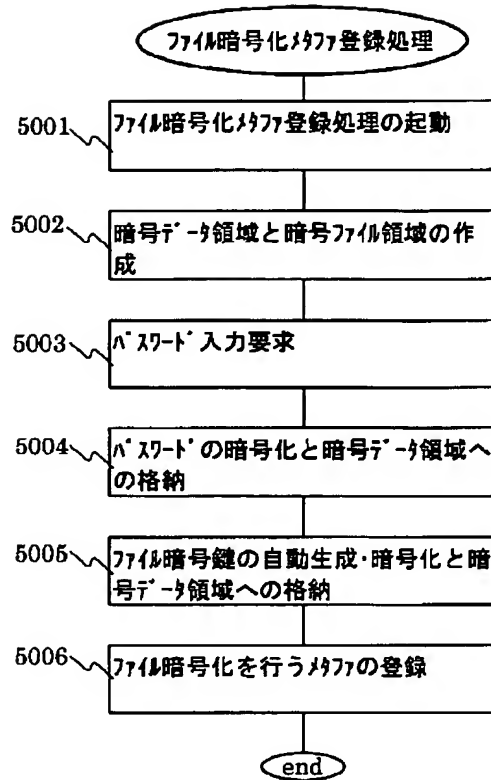 ファイル暗号化メタファ登録処理
5001
ファイル暗号化メタファ登録処理の起動
5002
暗号データ領域と暗号ファイル領域の作
成
5003
パスワード入力要求
5004
パスワードの暗号化と暗号データ領域へ
の格納
5005
ファイル暗号鍵の自動生成・暗号化と暗
号データ領域への格納
5006
ファイル暗号化を行うメタファの登録
end